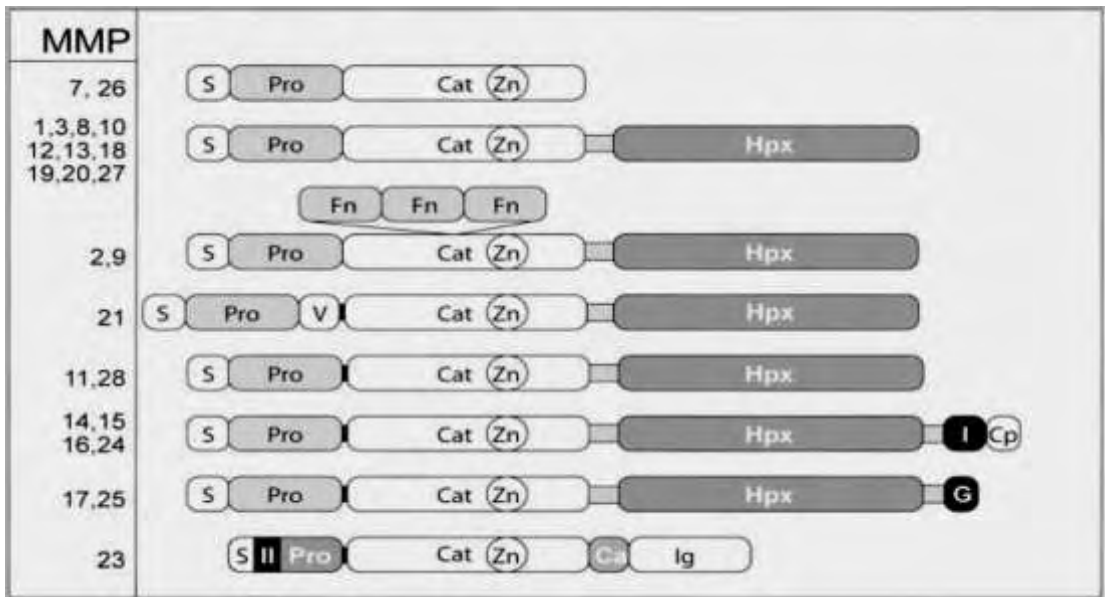 MMP
7, 26
S Pro Cat Zn
1,3,8,10
12,13,18
19,20,27
S Pro Cat Zn Hpx
Fn Fn Fn
2,9
S Pro Cat Zn Hpx
21
S Pro V Cat Zn Hpx
11,28
S Pro Cat Zn Hpx
14,15
16,24
S Pro Cat Zn Hpx I Cp
17,25
S Pro Cat Zn Hpx G
23
S II Pro Cat Zn Ca Ig